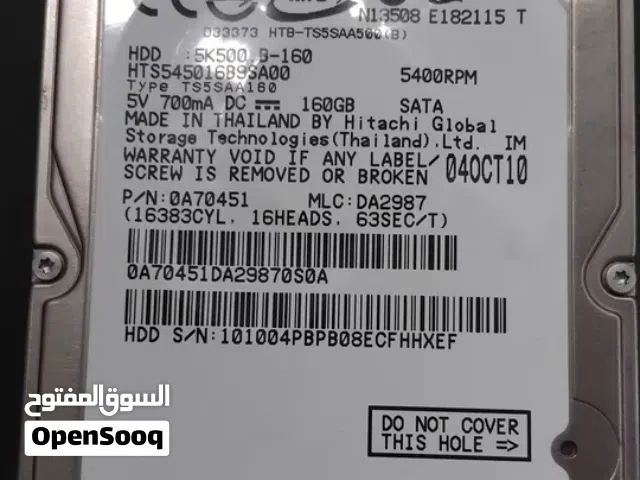 N13508 E182115 T
D33373 HTB-TS5SAA500(B)
HDD :5K500.B-160
HTS545016B9SA00 5400RPM
Type TS5SAA160
5V 700mA DC 160GB SATA
MADE IN THAILAND BY Hitachi Global
Storage Technologies(Thailand),Ltd. IM
WARRANTY VOID IF ANY LABEL/ 04OCT10
SCREW IS REMOVED OR BROKEN
P/N:0A70451 MLC:DA2987
(16383CYL, 16HEADS, 63SEC/T)
0A70451DA29870S0A
HDD S/N:101004PBPB08ECFHHXEF
السوق المفتوح
OpenSooq
DO NOT COVER
THIS HOLE =>